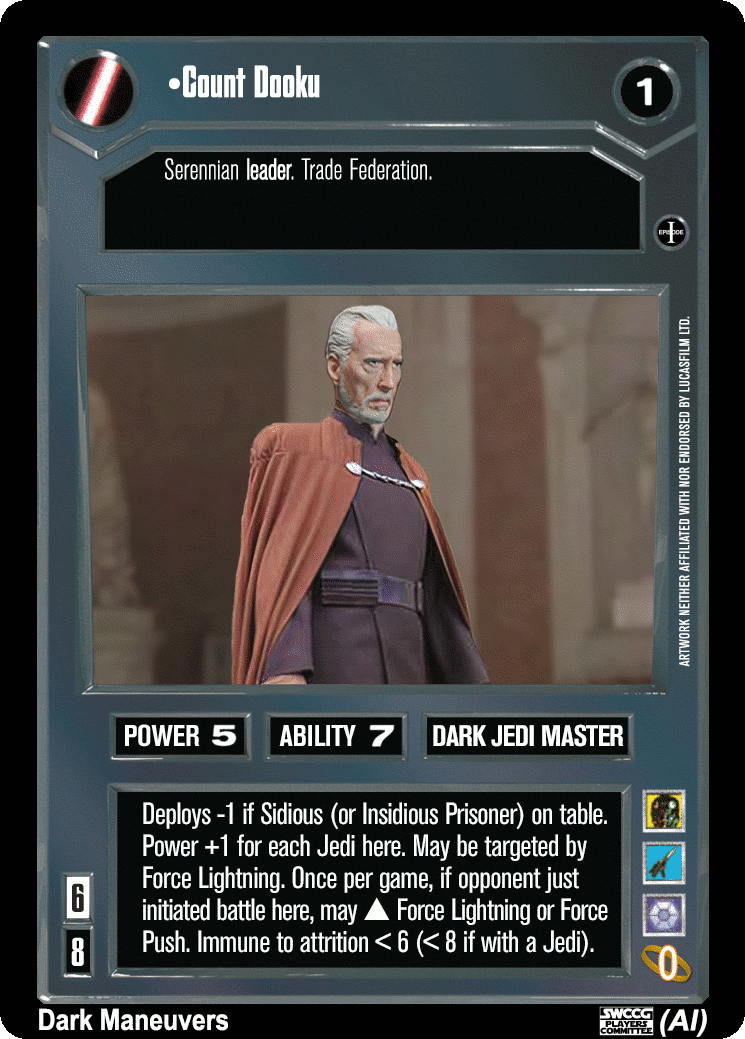 •Count Dooku
1
Serennian leader. Trade Federation.
EPISODE
I
ARTWORK NEITHER AFFILIATED WITH NOR ENDORSED BY LUCASFILM LTD.
POWER 5
ABILITY 7
DARK JEDI MASTER
Deploys -1 if Sidious (or Insidious Prisoner) on table.
Power +1 for each Jedi here. May be targeted by
Force Lightning. Once per game, if opponent just
initiated battle here, may ▲ Force Lightning or Force
Push. Immune to attrition < 6 (< 8 if with a Jedi).
6
8
0
Dark Maneuvers
SWCCG
PLAYERS
COMMITTEE
(AI)